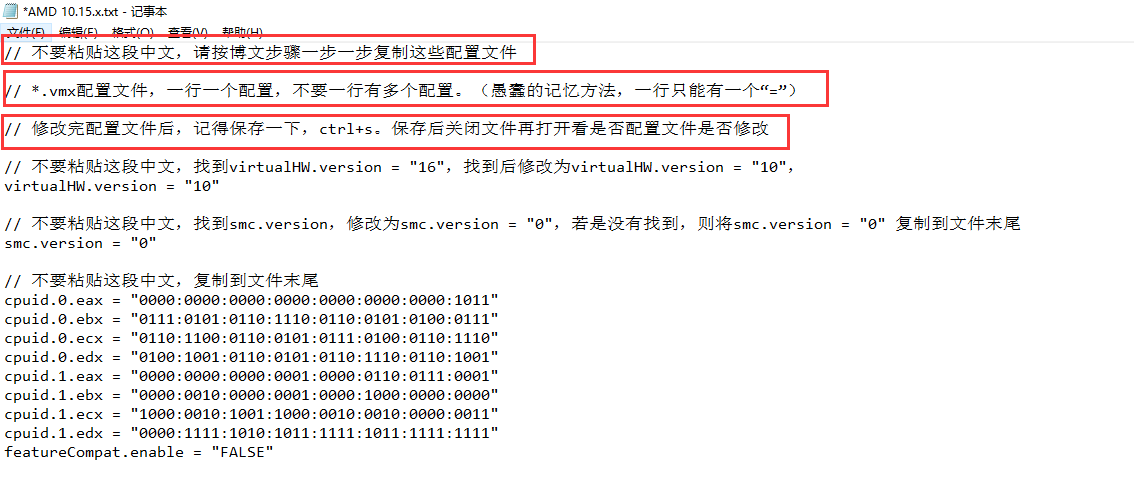 *AMD 10.15.x.txt - 记事本
文件(F) 编辑(E) 格式(O) 查看(V) 帮助(H)
// 不要粘贴这段中文，请按博文步骤一步一步复制这些配置文件
// *.vmx配置文件，一行一个配置，不要一行有多个配置。（愚蠢的记忆方法，一行只能有一个“=”）
// 修改完配置文件后，记得保存一下，ctrl+s。保存后关闭文件再打开看是否配置文件是否修改
// 不要粘贴这段中文，找到virtualHW.version = "16"，找到后修改为virtualHW.version = "10"，
virtualHW.version = "10"
// 不要粘贴这段中文，找到smc.version，修改为smc.version = "0"，若是没有找到，则将smc.version = "0" 复制到文件末尾
smc.version = "0"
// 不要粘贴这段中文，复制到文件末尾
cpuid.0.eax = "0000:0000:0000:0000:0000:0000:0000:1011"
cpuid.0.ebx = "0111:0101:0110:1110:0110:0101:0100:0111"
cpuid.0.ecx = "0110:1100:0110:0101:0111:0100:0110:1110"
cpuid.0.edx = "0100:1001:0110:0101:0110:1110:0110:1001"
cpuid.1.eax = "0000:0000:0000:0001:0000:0110:0111:0001"
cpuid.1.ebx = "0000:0010:0000:0001:0000:1000:0000:0000"
cpuid.1.ecx = "1000:0010:1001:1000:0010:0010:0000:0011"
cpuid.1.edx = "0000:1111:1010:1011:1111:1011:1111:1111"
featureCompat.enable = "FALSE"